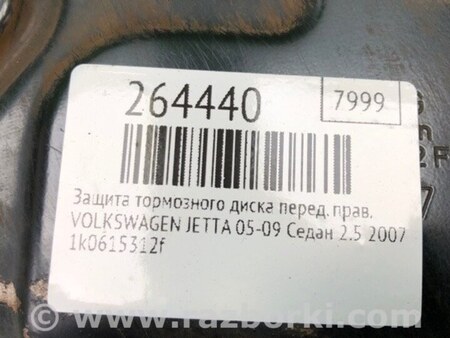 264440
7999
Защита тормозного диска перед. прав.
VOLKSWAGEN JETTA 05-09 Седан 2.5 2007
1k0615312f
www.razborki.com